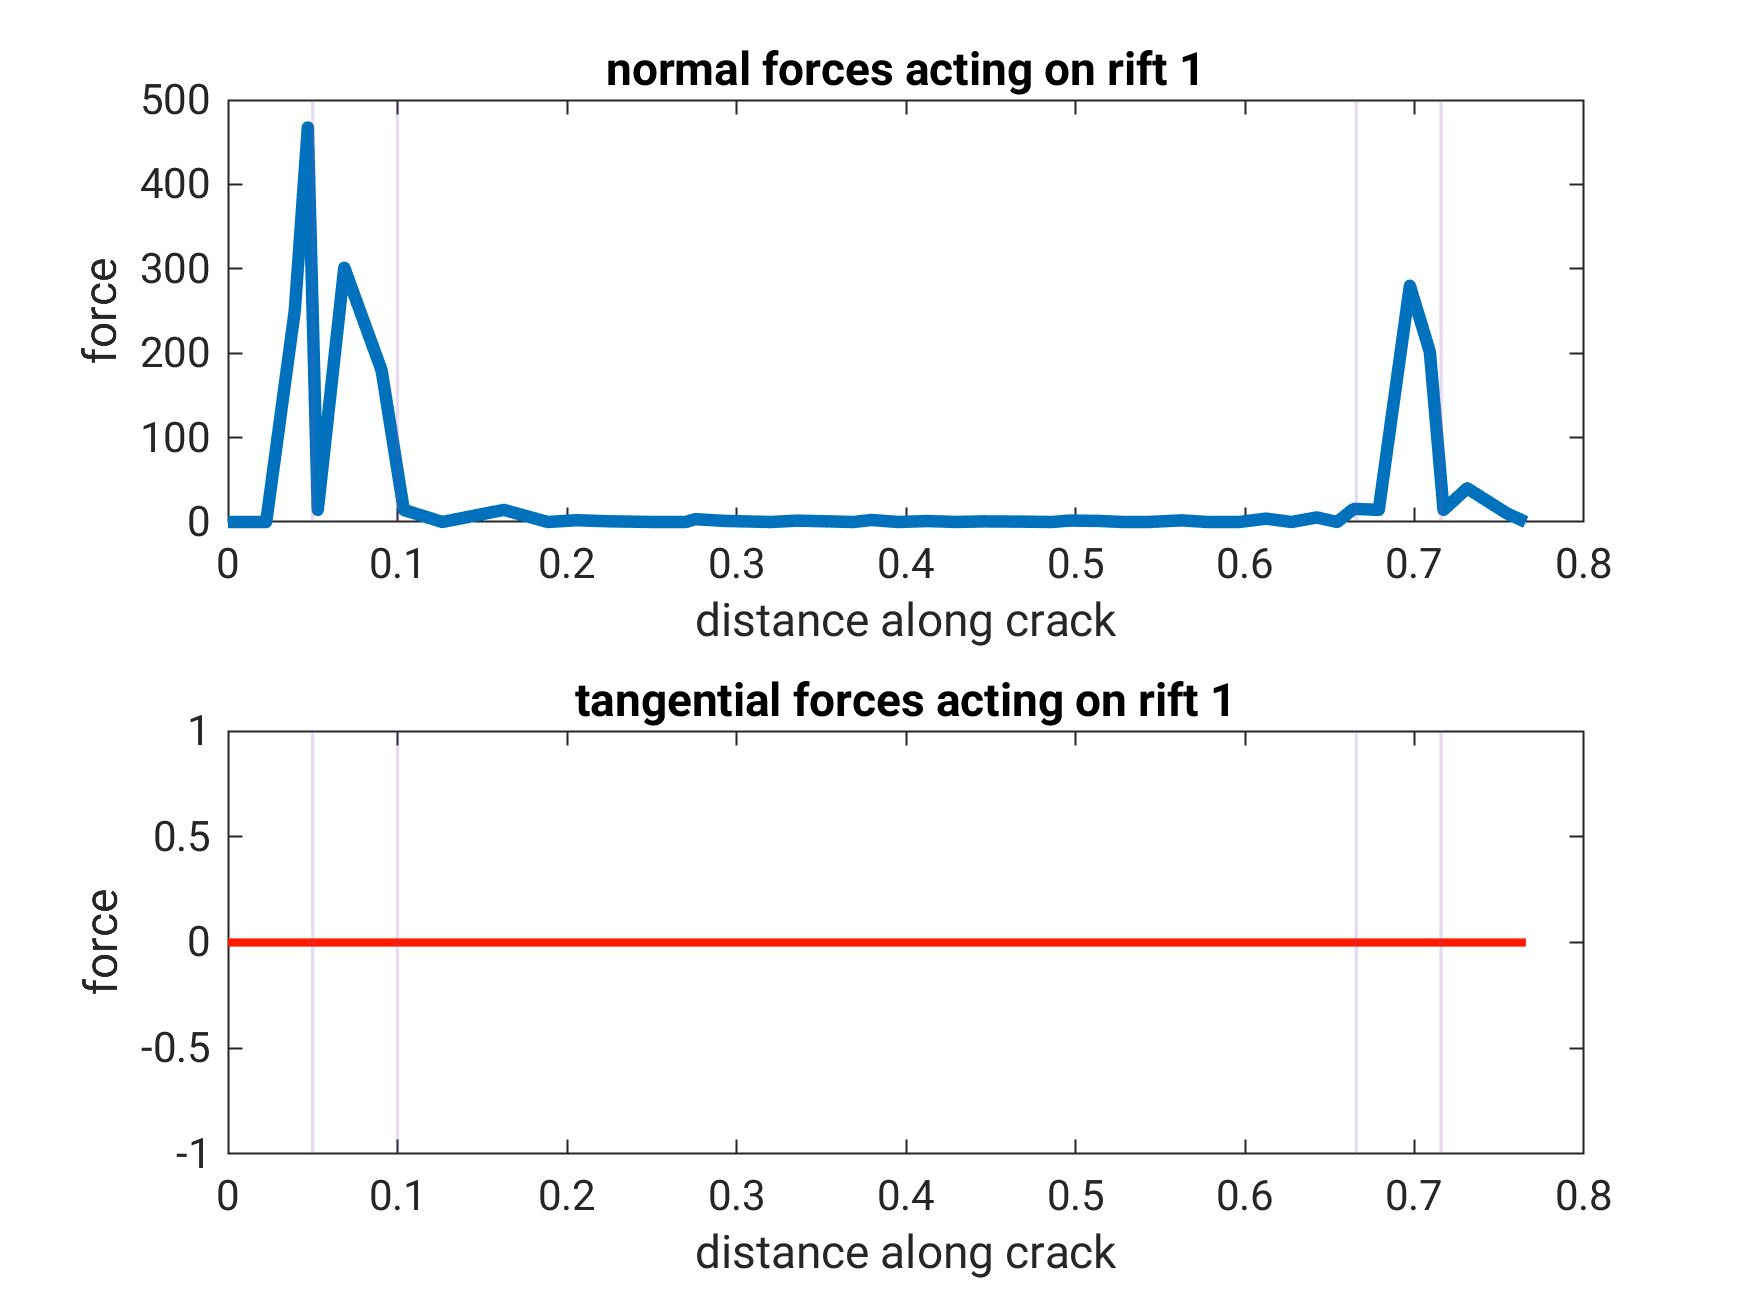 normal forces acting on rift 1
500
400
300
200
100
0
force
0 0.1 0.2 0.3 0.4 0.5 0.6 0.7 0.8
distance along crack
tangential forces acting on rift 1
1
0.5
0
-0.5
-1
force
0 0.1 0.2 0.3 0.4 0.5 0.6 0.7 0.8
distance along crack